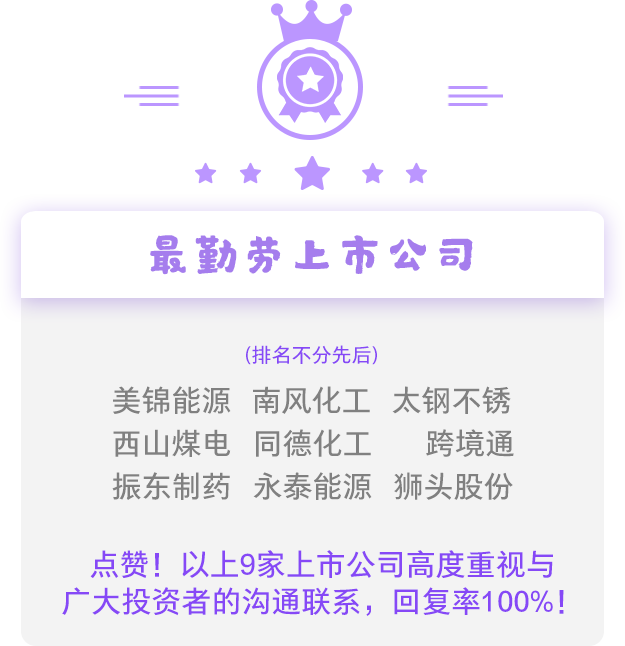 最勤劳上市公司
(排名不分先后)
美锦能源 南风化工 太钢不锈
西山煤电 同德化工 跨境通
振东制药 永泰能源 狮头股份
点赞！以上9家上市公司高度重视与
广大投资者的沟通联系，回复率100%！